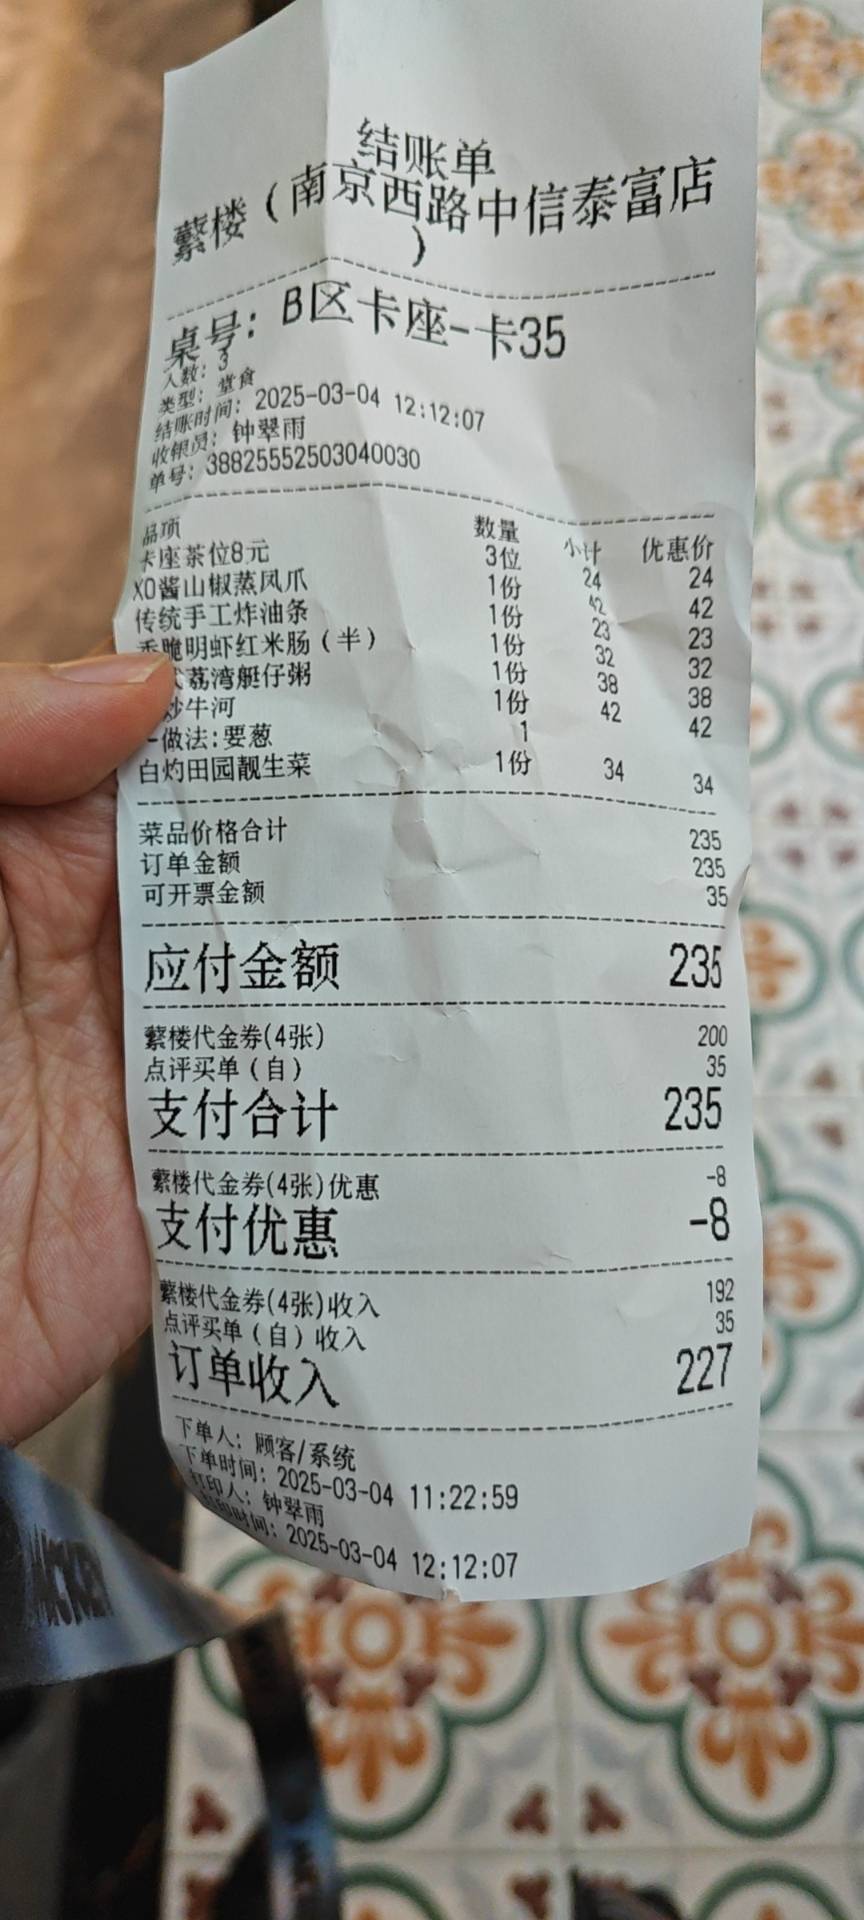 结账单
蘩楼（南京西路中信泰富店
）
桌号: B区卡座-卡35
人数: 3
类型: 堂食
结账时间: 2025-03-04 12:12:07
收银员: 钟翠雨
单号: 38825552503040030
品项 数量 小计 优惠价
卡座茶位8元 3位 24 24
XO酱山椒蒸凤爪 1份 42 42
传统手工炸油条 1份 23 23
香脆明虾红米肠（半） 1份 32 32
式荔湾艇仔粥 1份 38 38
炒牛河 1份 42 42
-做法:要葱 1
白灼田园靓生菜 1份 34 34
菜品价格合计 235
订单金额 235
可开票金额 35
应付金额 235
蘩楼代金券(4张) 200
点评买单（自） 35
支付合计 235
蘩楼代金券(4张)优惠 -8
支付优惠 -8
蘩楼代金券(4张)收入 192
点评买单（自）收入 35
订单收入 227
下单人: 顾客/系统
下单时间: 2025-03-04 11:22:59
打印人: 钟翠雨
打印时间: 2025-03-04 12:12:07